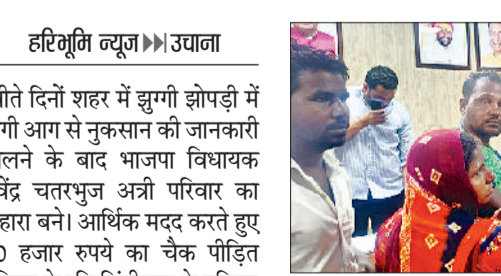 हरिभूमि न्यूज ▶▶| उचाना
ीते दिनों शहर में झुग्गी झोपड़ी में
गी आग से नुकसान की जानकारी
लने के बाद भाजपा विधायक
वेंद्र चतरभुज अत्री परिवार का
हारा बने। आर्थिक मदद करते हुए
0 हजार रुपये का चैक पीड़ित